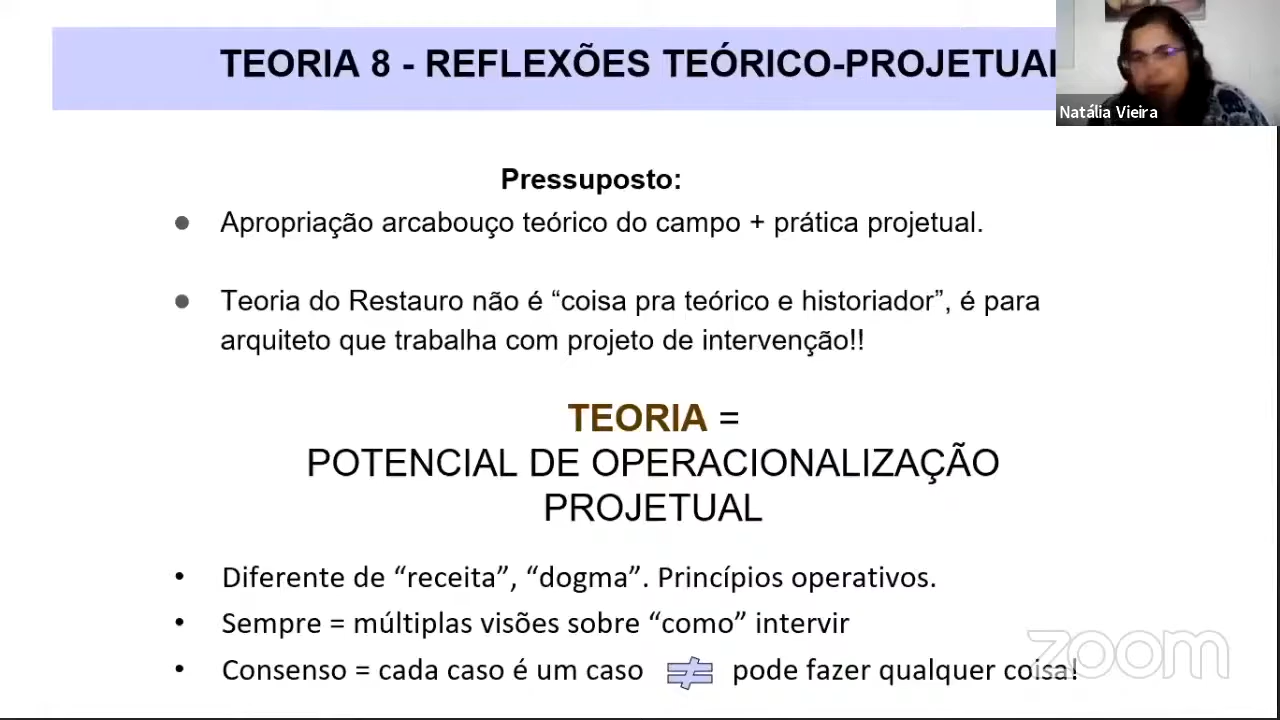 TEORIA 8 - REFLEXÕES TEÓRICO-PROJETUAI
Natália Vieira
Pressuposto:
● Apropriação arcabouço teórico do campo + prática projetual.
● Teoria do Restauro não é “coisa pra teórico e historiador”, é para
arquiteto que trabalha com projeto de intervenção!!
TEORIA =
POTENCIAL DE OPERACIONALIZAÇÃO
PROJETUAL
• Diferente de “receita”, “dogma”. Princípios operativos.
• Sempre = múltiplas visões sobre “como” intervir
• Consenso = cada caso é um caso ≠ pode fazer qualquer coisa!
zoom